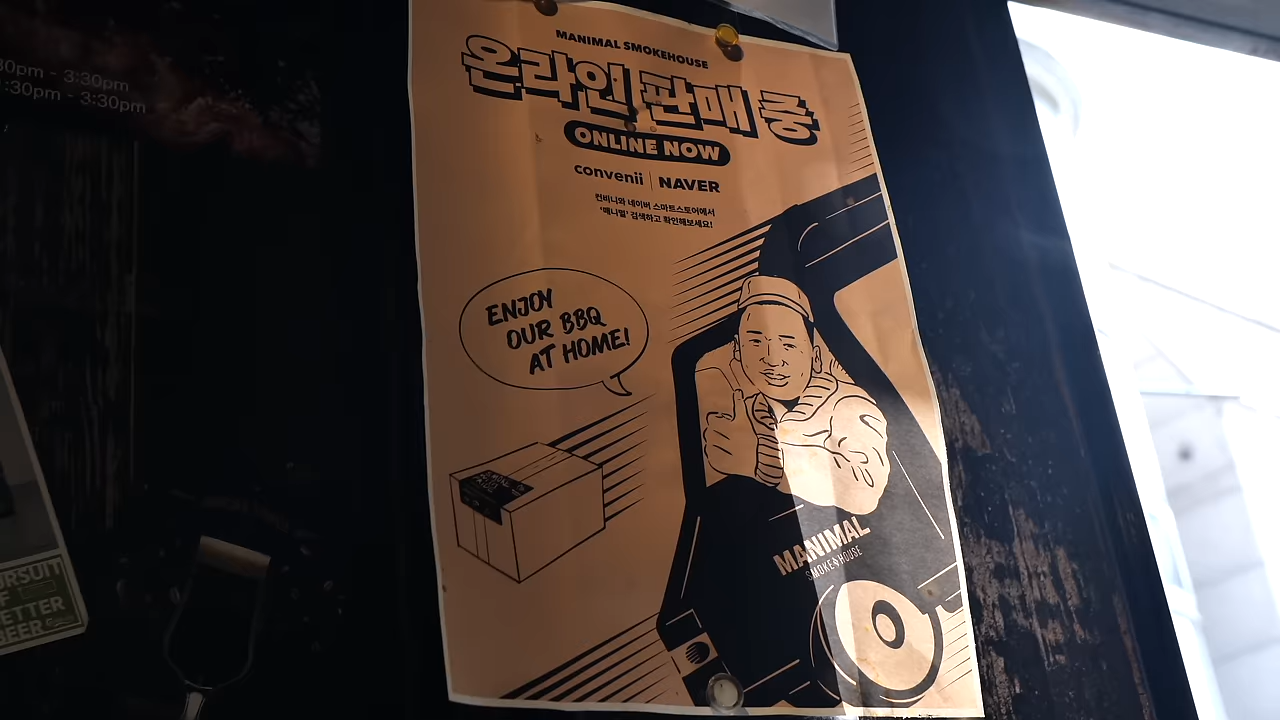 30pm - 3:30pm
:30pm - 3:30pm
MANIMAL SMOKEHOUSE
온라인 판매 중
ONLINE NOW
convenii | NAVER
컨비니와 네이버 스마트스토어에서
'매니멀' 검색하고 확인해보세요!
ENJOY
OUR BBQ
AT HOME!
MANIMAL
SMOKEHOUSE
URSUIT
F
ETTER
BEER